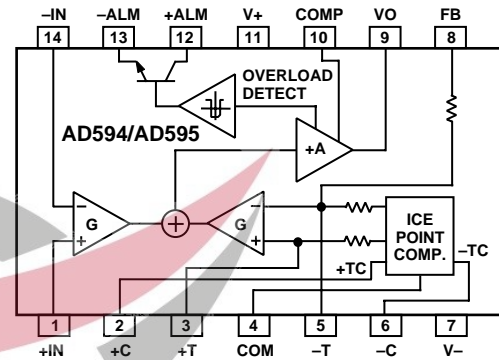 –IN –ALM +ALM V+ COMP VO FB
14 13 12 11 10 9 8
OVERLOAD
DETECT
AD594/AD595
+A
– –
G G
+ +
ICE
POINT
COMP.
–TC
+TC
1 2 3 4 5 6 7
+IN +C +T COM –T –C V–